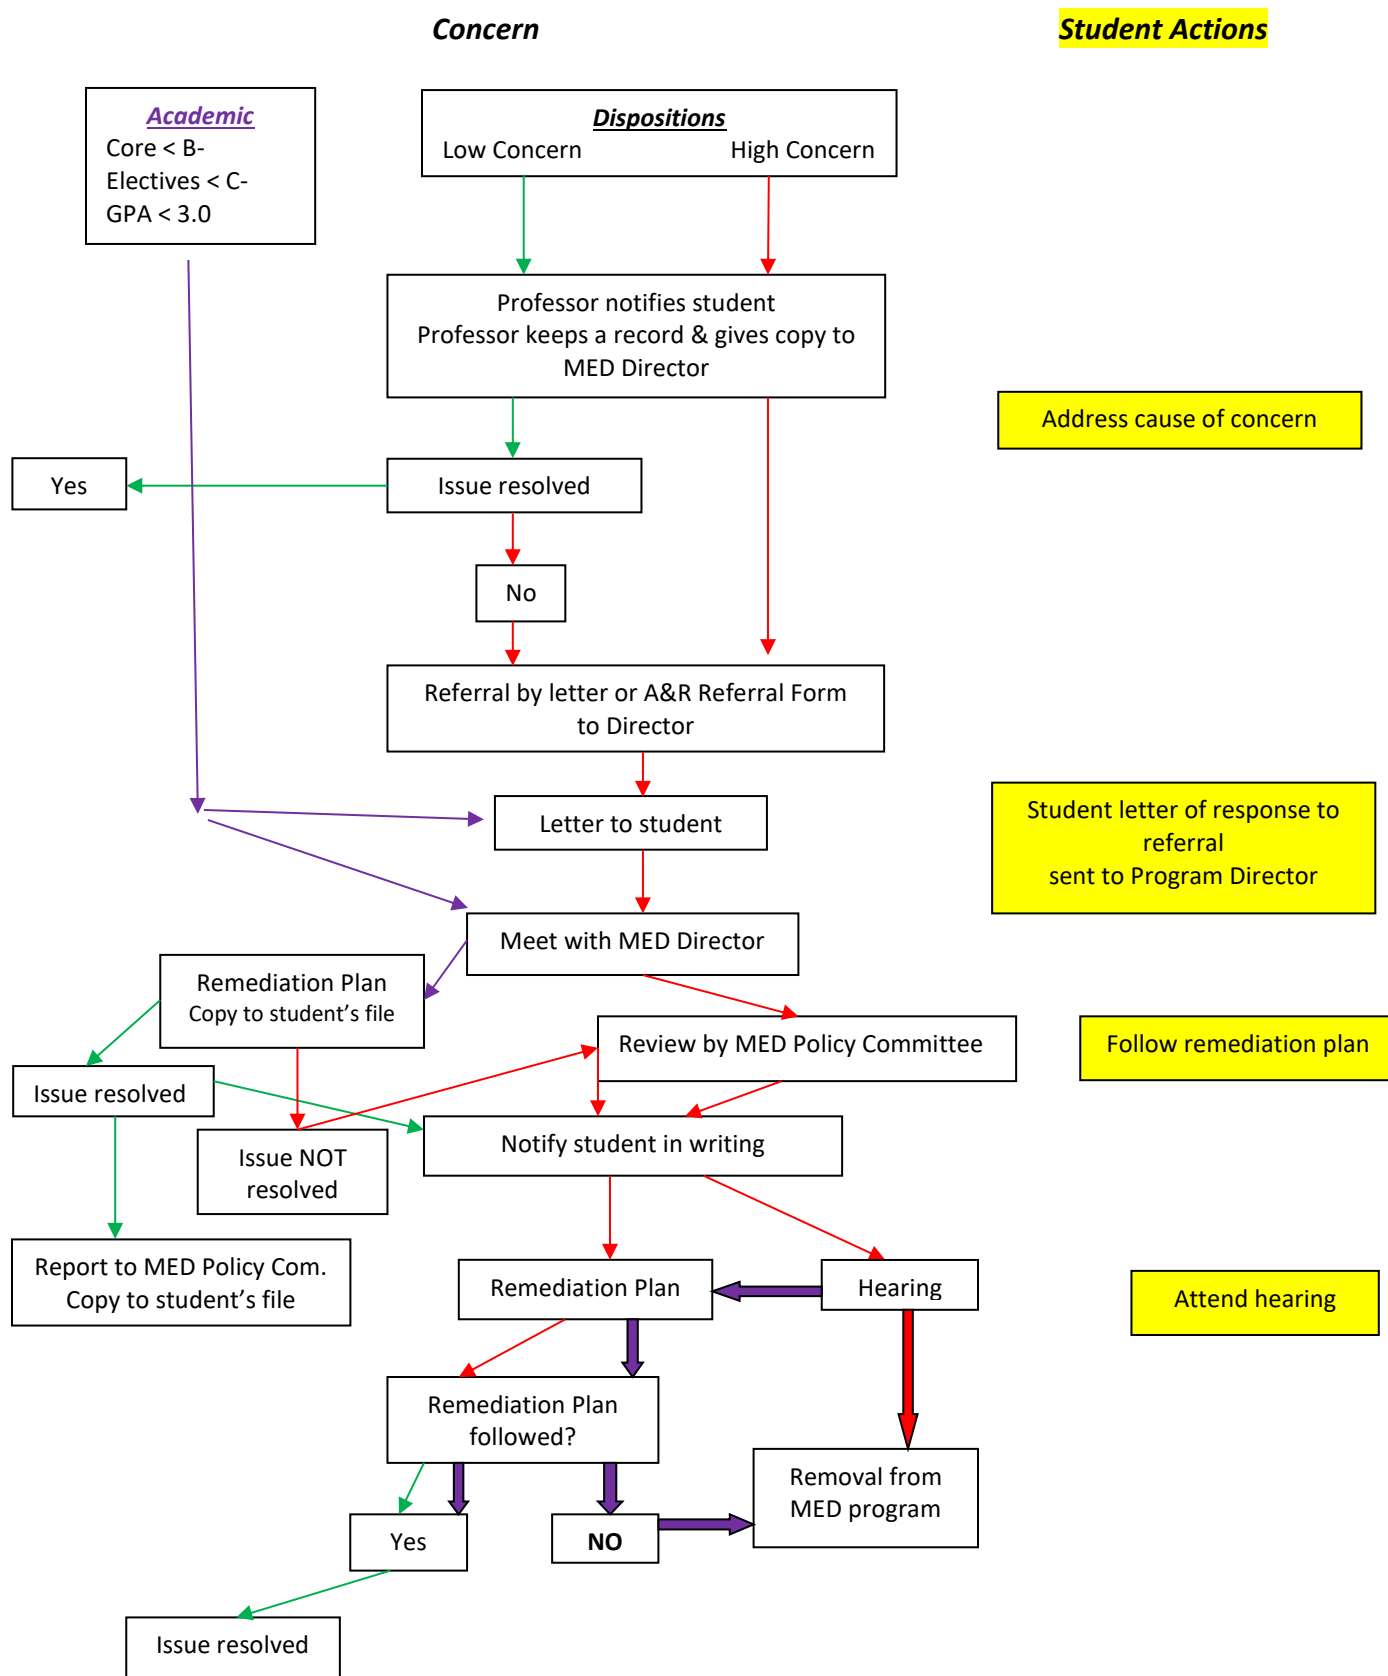 Concern
Student Actions
Academic
Core < B-
Electives < C-
GPA < 3.0
Dispositions
Low Concern
High Concern
Professor notifies student
Professor keeps a record & gives copy to
MED Director
Address cause of concern
Yes
Issue resolved
No
Referral by letter or A&R Referral Form
to Director
Letter to student
Student letter of response to
referral
sent to Program Director
Meet with MED Director
Remediation Plan
Copy to student’s file
Review by MED Policy Committee
Follow remediation plan
Issue resolved
Issue NOT
resolved
Notify student in writing
Report to MED Policy Com.
Copy to student’s file
Remediation Plan
Hearing
Attend hearing
Remediation Plan
followed?
Removal from
MED program
Yes
NO
Issue resolved